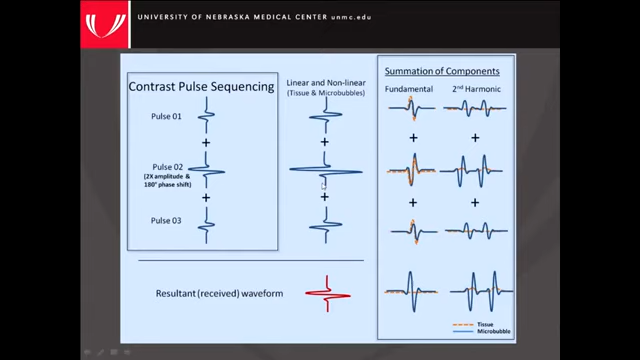 UNIVERSITY OF NEBRASKA MEDICAL CENTER unmc.edu
Contrast Pulse Sequencing
Pulse 01
+
Pulse 02
(2X amplitude &
180° phase shift)
+
Pulse 03
Linear and Non-linear
(Tissue & Microbubbles)
+
+
Resultant (received) waveform
Summation of Components
Fundamental
2nd Harmonic
+ +
+ +
Tissue
Microbubble